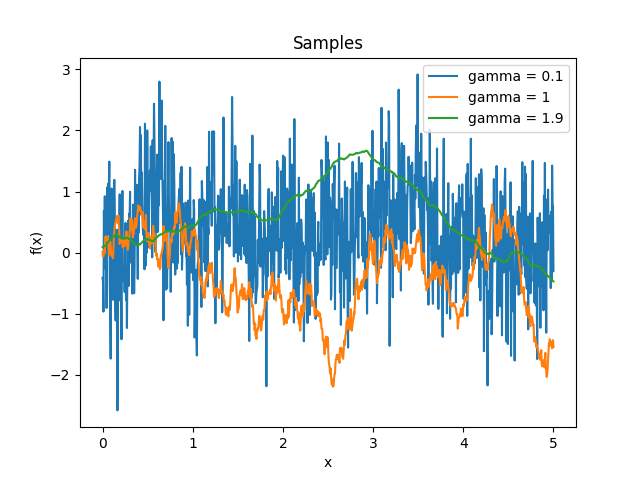 Samples
gamma = 0.1
gamma = 1
gamma = 1.9
f(x)
3
2
1
0
−1
−2
0 1 2 3 4 5
x